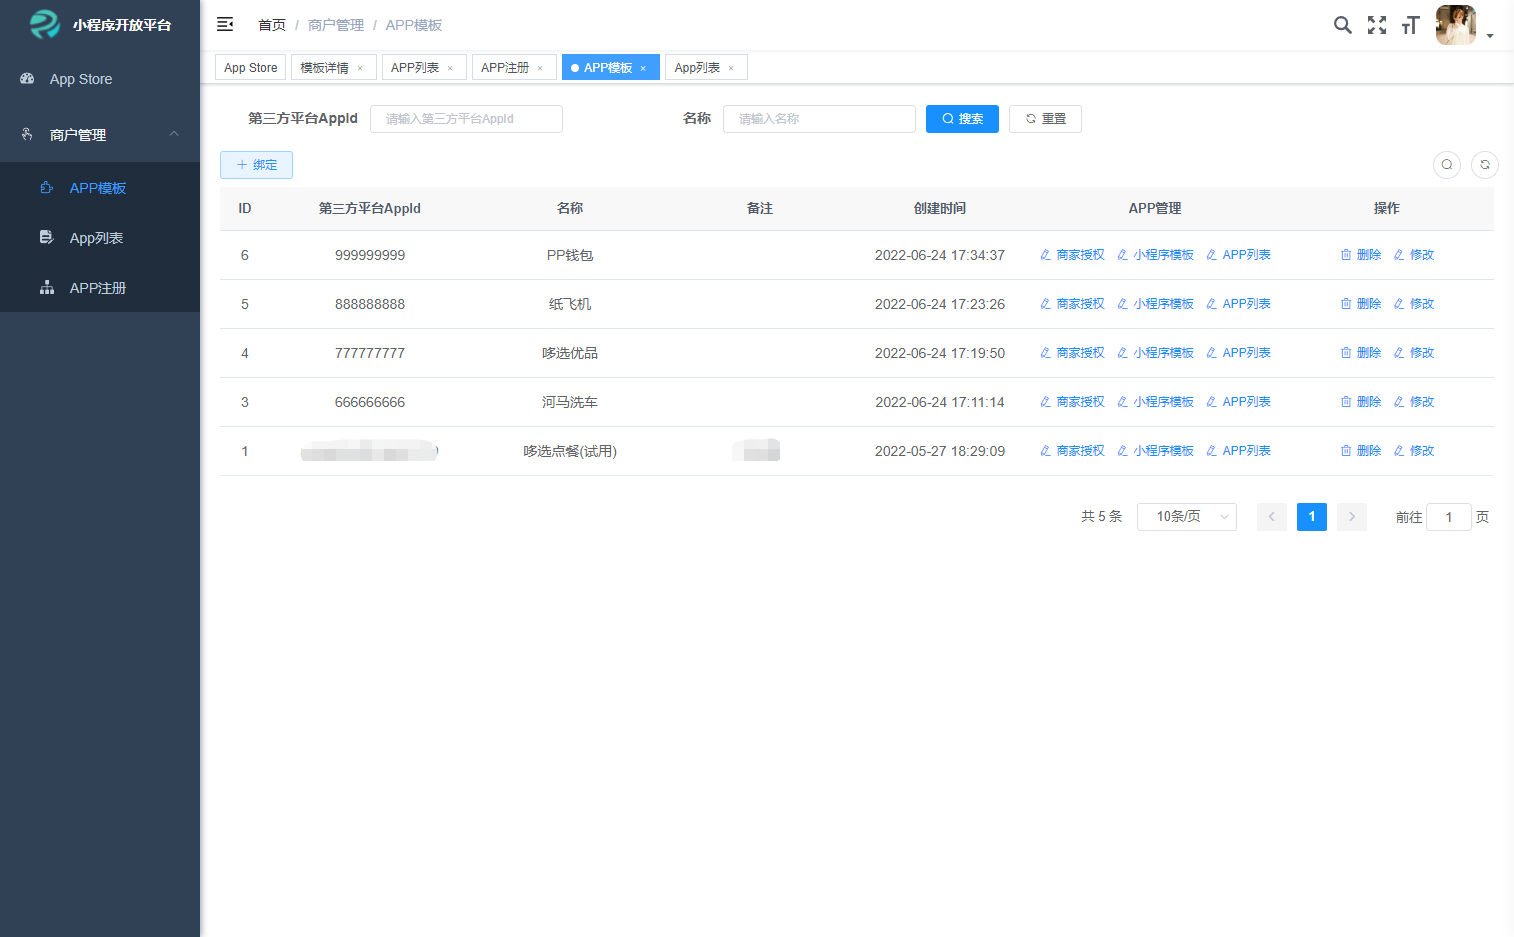 小程序开放平台
App Store
商户管理
APP模板
App列表
APP注册
首页 / 商户管理 / APP模板
App Store 模板详情 × APP列表 × APP注册 × APP模板 × App列表 ×
第三方平台AppId 请输入第三方平台AppId 名称 请输入名称 搜索 重置
绑定
ID 第三方平台AppId 名称 备注 创建时间 APP管理 操作
6 999999999 PP钱包 2022-06-24 17:34:37 商家授权 小程序模板 APP列表 删除 修改
5 888888888 纸飞机 2022-06-24 17:23:26 商家授权 小程序模板 APP列表 删除 修改
4 777777777 哆选优品 2022-06-24 17:19:50 商家授权 小程序模板 APP列表 删除 修改
3 666666666 河马洗车 2022-06-24 17:11:14 商家授权 小程序模板 APP列表 删除 修改
1 哆选点餐(试用) 2022-05-27 18:29:09 商家授权 小程序模板 APP列表 删除 修改
共 5 条 10条/页 1 前往 1 页